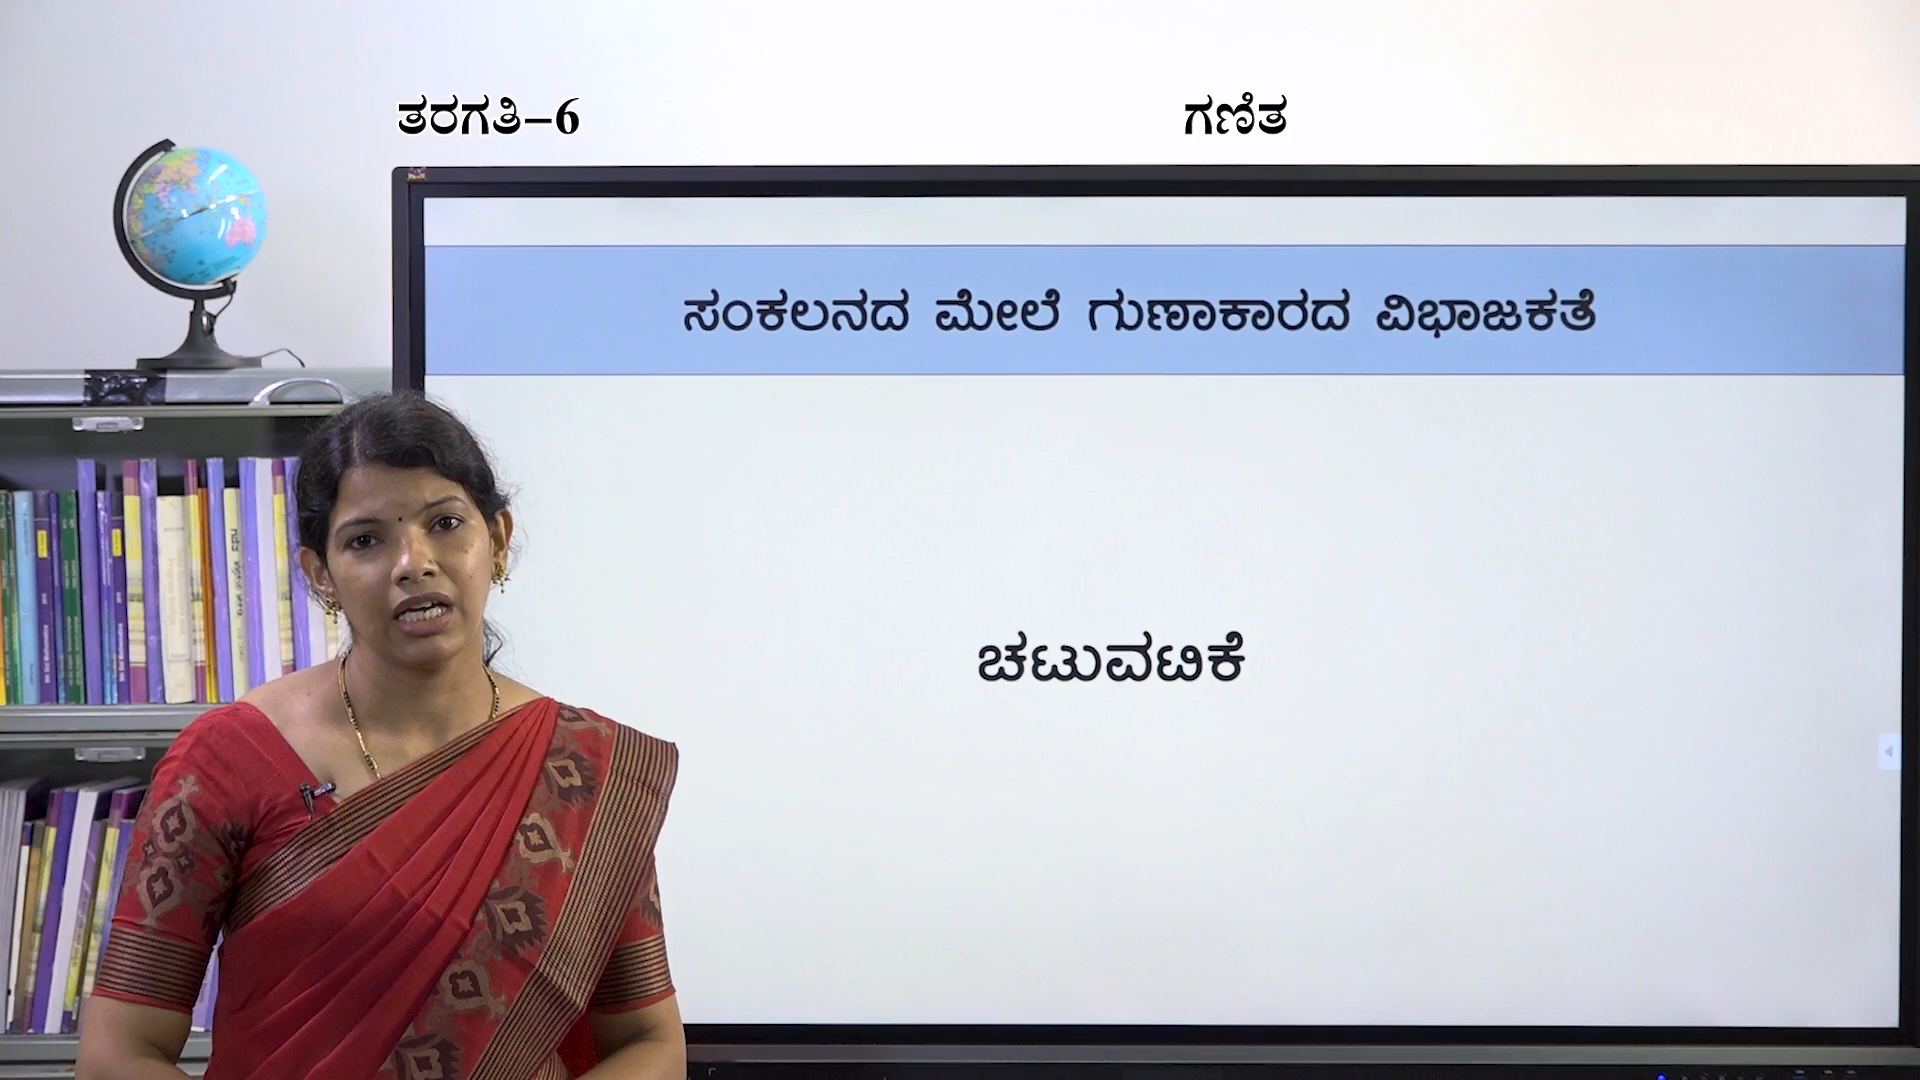 ತರಗತಿ–6
ಗಣಿತ
ಸಂಕಲನದ ಮೇಲೆ ಗುಣಾಕಾರದ ವಿಭಾಜಕತೆ
ಚಟುವಟಿಕೆ